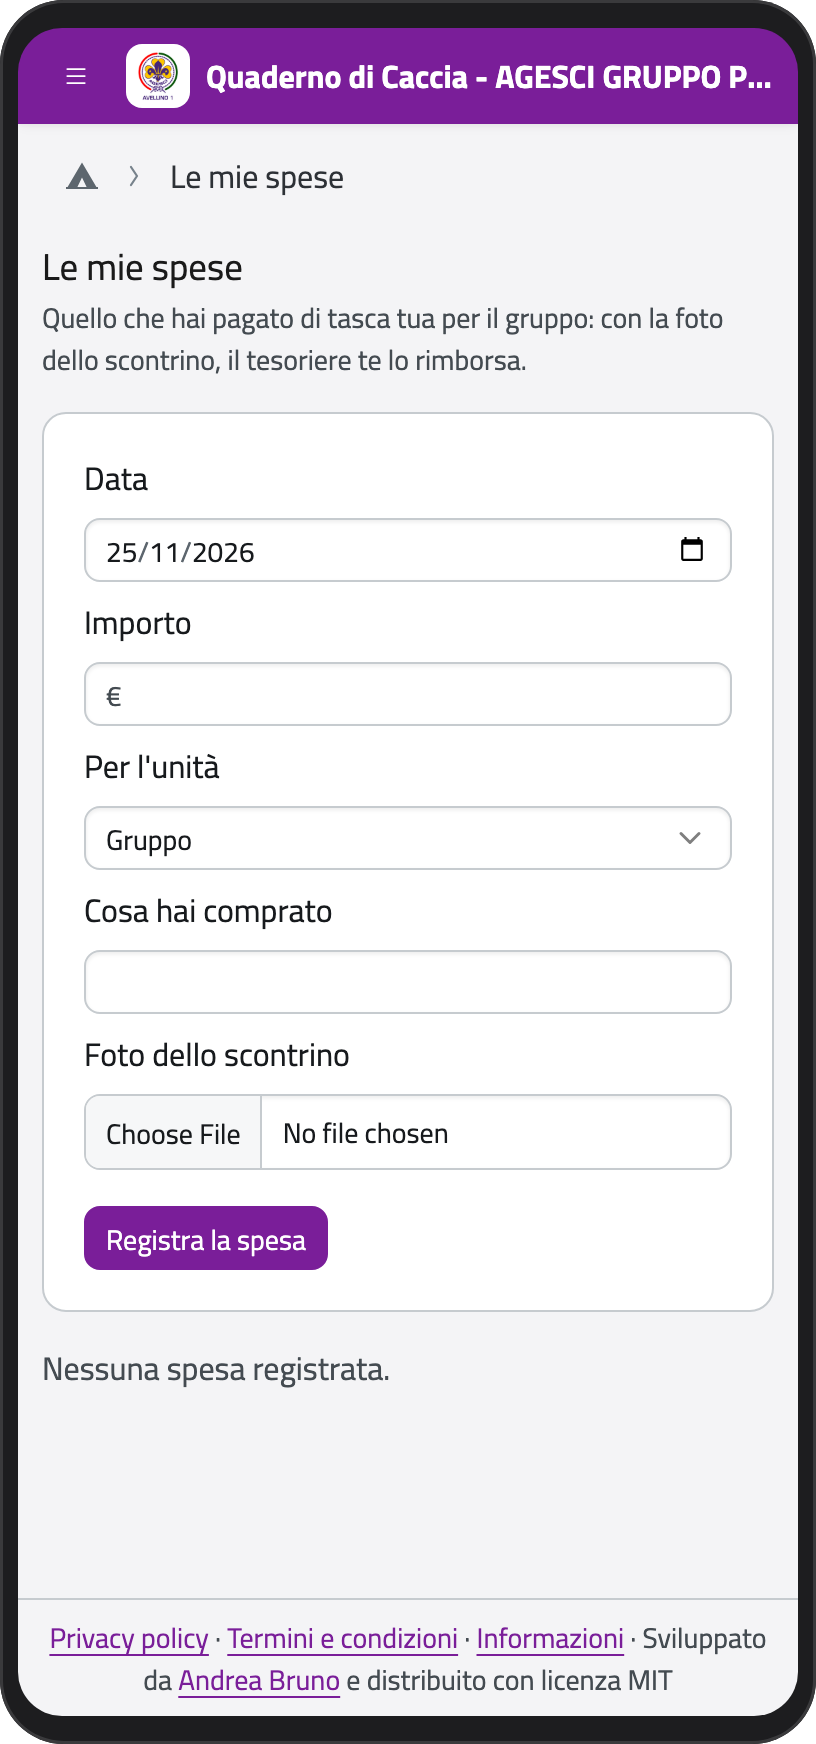 AVELLINO 1
Quaderno di Caccia - AGESCI GRUPPO P...
Le mie spese
Le mie spese
Quello che hai pagato di tasca tua per il gruppo: con la foto
dello scontrino, il tesoriere te lo rimborsa.
Data
25/11/2026
Importo
€
Per l'unità
Gruppo
Cosa hai comprato
Foto dello scontrino
Choose File No file chosen
Registra la spesa
Nessuna spesa registrata.
Privacy policy · Termini e condizioni · Informazioni · Sviluppato
da Andrea Bruno e distribuito con licenza MIT